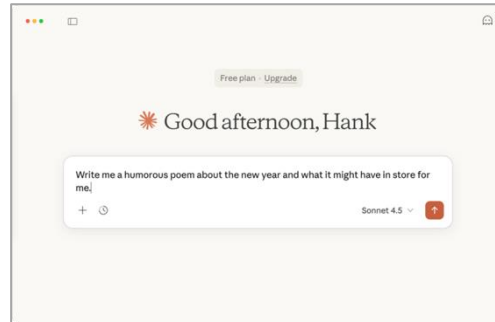 Free plan · Upgrade
Good afternoon, Hank
Write me a humorous poem about the new year and what it might have in store for
me.
Sonnet 4.5